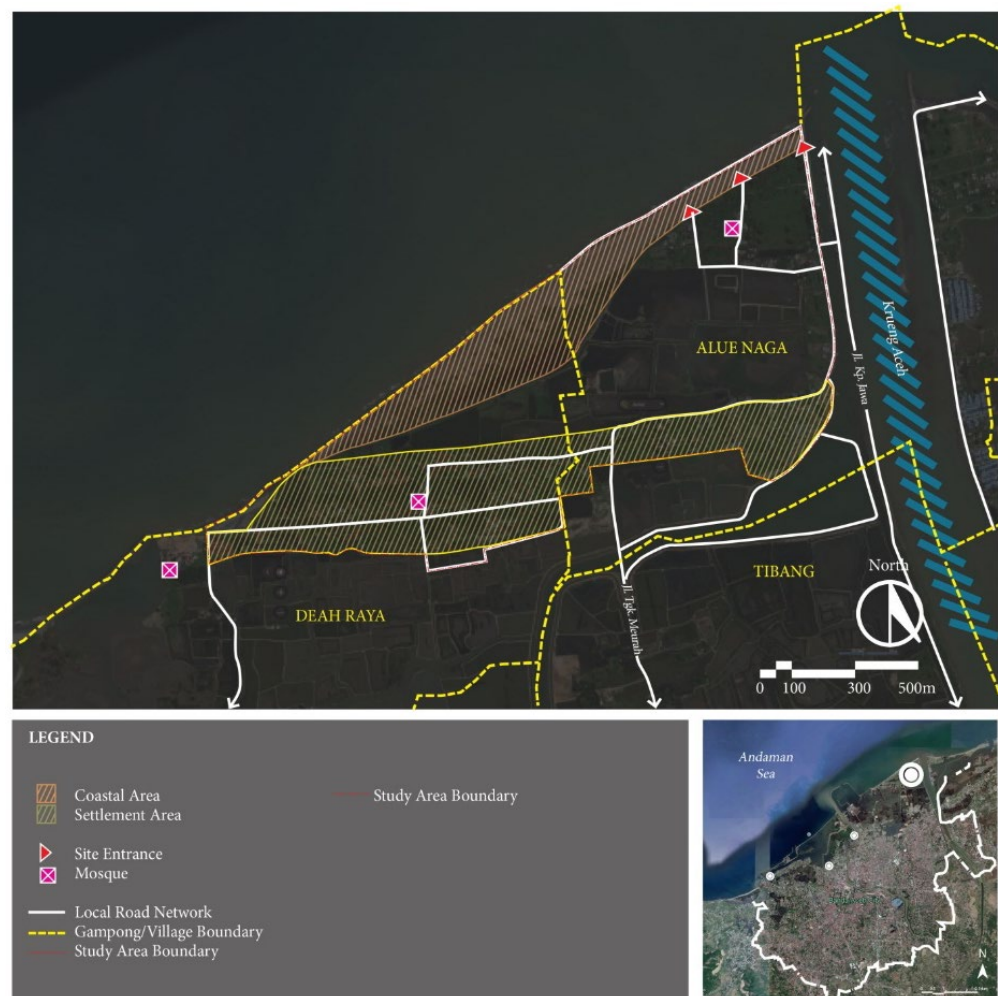 ALUE NAGA
Krueng Aceh
Jl. Kp. Jawa
TIBANG
North
DEAH RAYA
Jl. Tgk. Meurah
0 100 300 500m
LEGEND
Coastal Area
Settlement Area
Study Area Boundary
Site Entrance
Mosque
Local Road Network
Gampong/Village Boundary
Study Area Boundary
Andaman
Sea
N